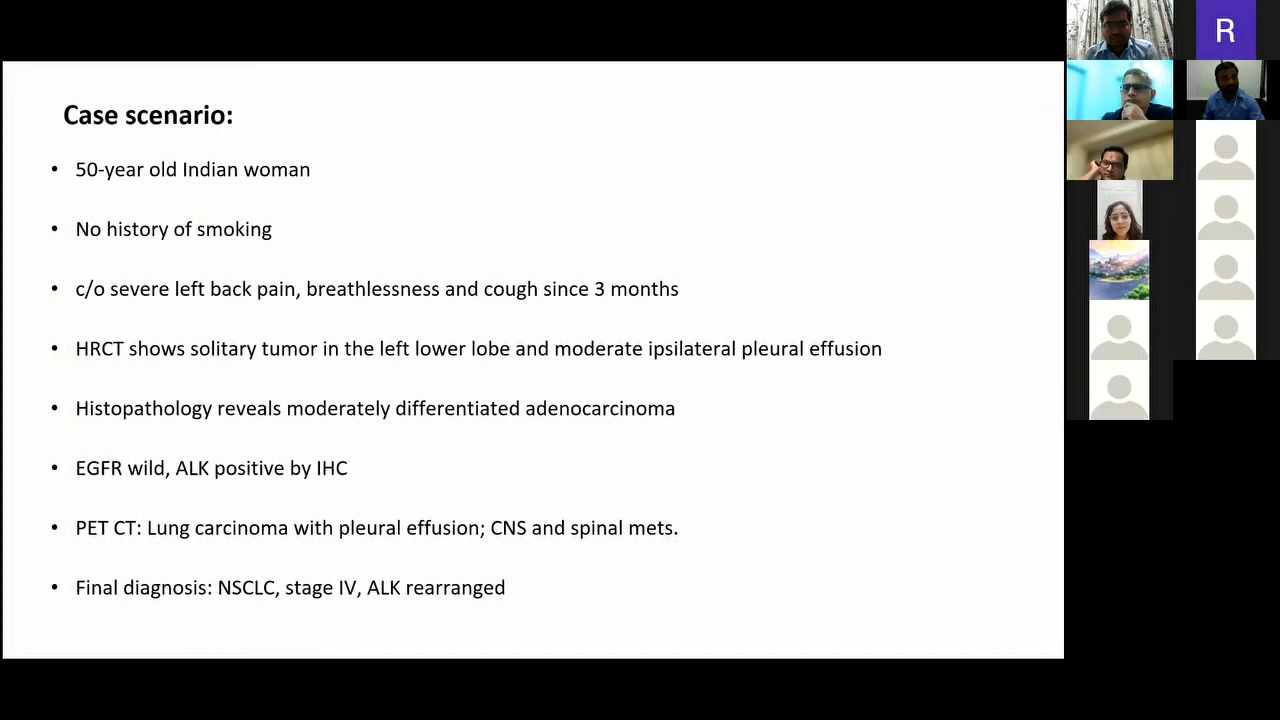 Case scenario:
• 50-year old Indian woman
• No history of smoking
• c/o severe left back pain, breathlessness and cough since 3 months
• HRCT shows solitary tumor in the left lower lobe and moderate ipsilateral pleural effusion
• Histopathology reveals moderately differentiated adenocarcinoma
• EGFR wild, ALK positive by IHC
• PET CT: Lung carcinoma with pleural effusion; CNS and spinal mets.
• Final diagnosis: NSCLC, stage IV, ALK rearranged
R